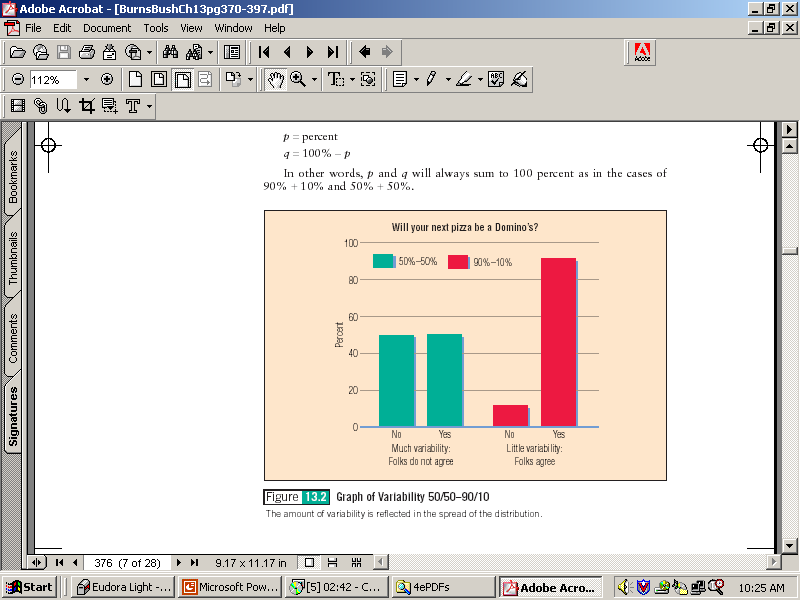 Adobe Acrobat - [BurnsBushCh13pg370-397.pdf]
File Edit Document Tools View Window Help
Adobe
112%
Bookmarks
Thumbnails
Comments
Signatures
p = percent
q = 100% – p
In other words, p and q will always sum to 100 percent as in the cases of
90% + 10% and 50% + 50%.
Will your next pizza be a Domino's?
50%–50% 90%–10%
Percent
100
80
60
40
20
0
No Yes No Yes
Much variability: Little variability:
Folks do not agree Folks agree
Figure 13.2 Graph of Variability 50/50–90/10
The amount of variability is reflected in the spread of the distribution.
376 (7 of 28) 9.17 x 11.17 in
Start Eudora Light -... Microsoft Pow... [5] 02:42 - C... 4ePDFs Adobe Acro... 10:25 AM